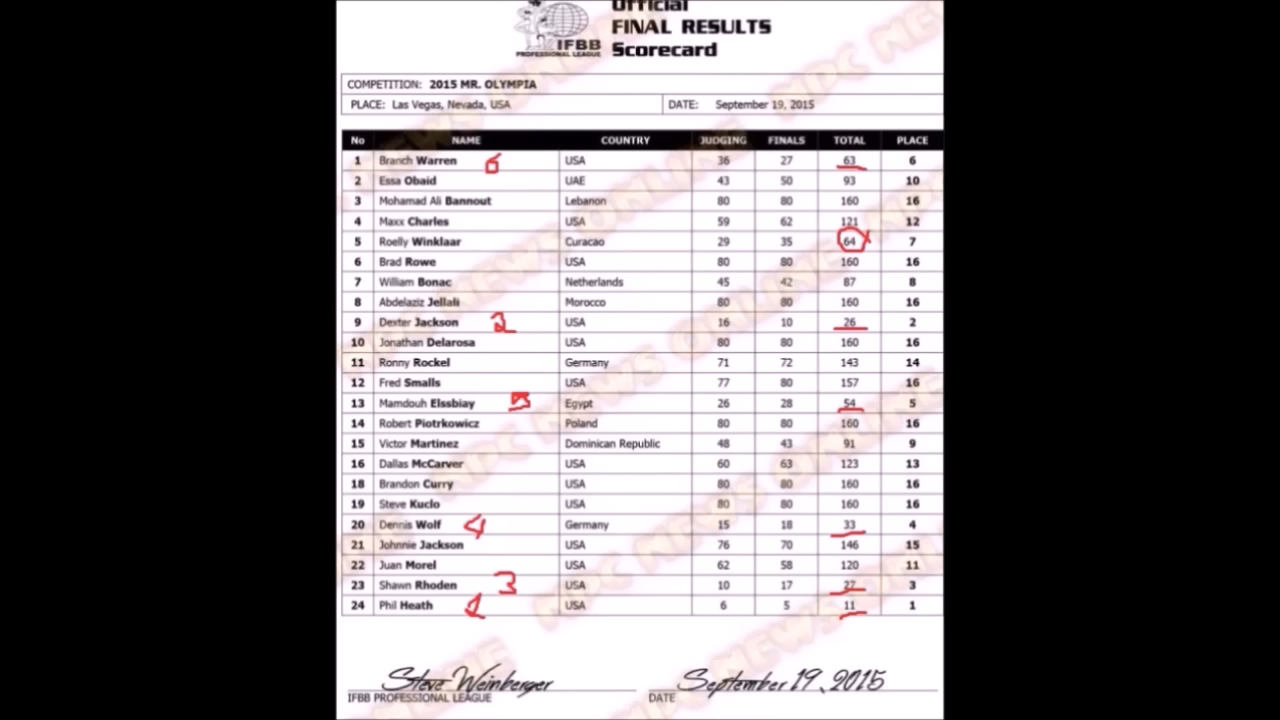 Official
FINAL RESULTS
IFBB
PROFESSIONAL LEAGUE
Scorecard
COMPETITION: 2015 MR. OLYMPIA
PLACE: Las Vegas, Nevada, USA DATE: September 19, 2015
No NAME COUNTRY JUDGING FINALS TOTAL PLACE
1 Branch Warren 6 USA 36 27 63 6
2 Essa Obaid UAE 43 50 93 10
3 Mohamad Ali Bannout Lebanon 80 80 160 16
4 Maxx Charles USA 59 62 121 12
5 Roelly Winklaar Curacao 29 35 64 7
6 Brad Rowe USA 80 80 160 16
7 William Bonac Netherlands 45 42 87 8
8 Abdelaziz Jellali Morocco 80 80 160 16
9 Dexter Jackson 2 USA 16 10 26 2
10 Jonathan Delarosa USA 80 80 160 16
11 Ronny Rockel Germany 71 72 143 14
12 Fred Smalls USA 77 80 157 16
13 Mamdouh Elssbiay 5 Egypt 26 28 54 5
14 Robert Piotrkowicz Poland 80 80 160 16
15 Victor Martinez Dominican Republic 48 43 91 9
16 Dallas McCarver USA 60 63 123 13
18 Brandon Curry USA 80 80 160 16
19 Steve Kuclo USA 80 80 160 16
20 Dennis Wolf 4 Germany 15 18 33 4
21 Johnnie Jackson USA 76 70 146 15
22 Juan Morel USA 62 58 120 11
23 Shawn Rhoden 3 USA 10 17 27 3
24 Phil Heath 1 USA 6 5 11 1
Steve Weinberger September 19, 2015
IFBB PROFESSIONAL LEAGUE DATE
NPC NEWS ONLINE